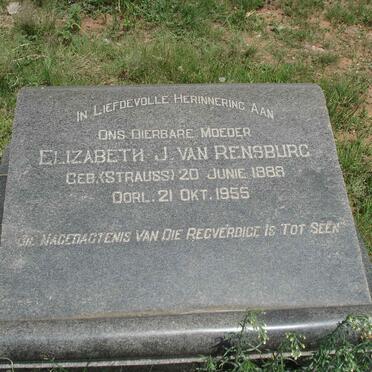 IN LIEFDEVOLLE HERINNERING AAN
ONS DIERBARE MOEDER
ELIZABETH J. VAN RENSBURG
GEB. (STRAUSS) 20 JUNIE 1886
OORL. 21 OKT. 1955
"DIE NAGEDAGTENIS VAN DIE REGVERDIGE IS TOT SEËN"